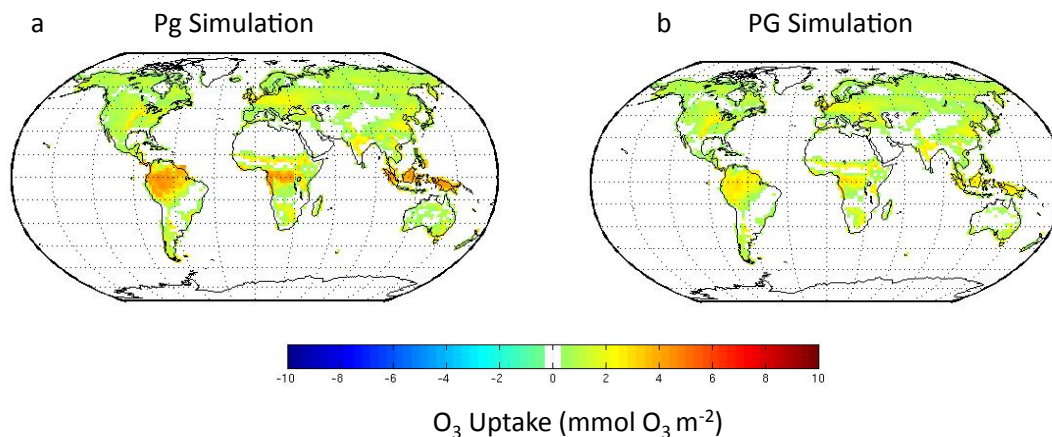 a Pg Simulation b PG Simulation
-10 -8 -6 -4 -2 0 2 4 6 8 10
O₃ Uptake (mmol O₃ m⁻²)